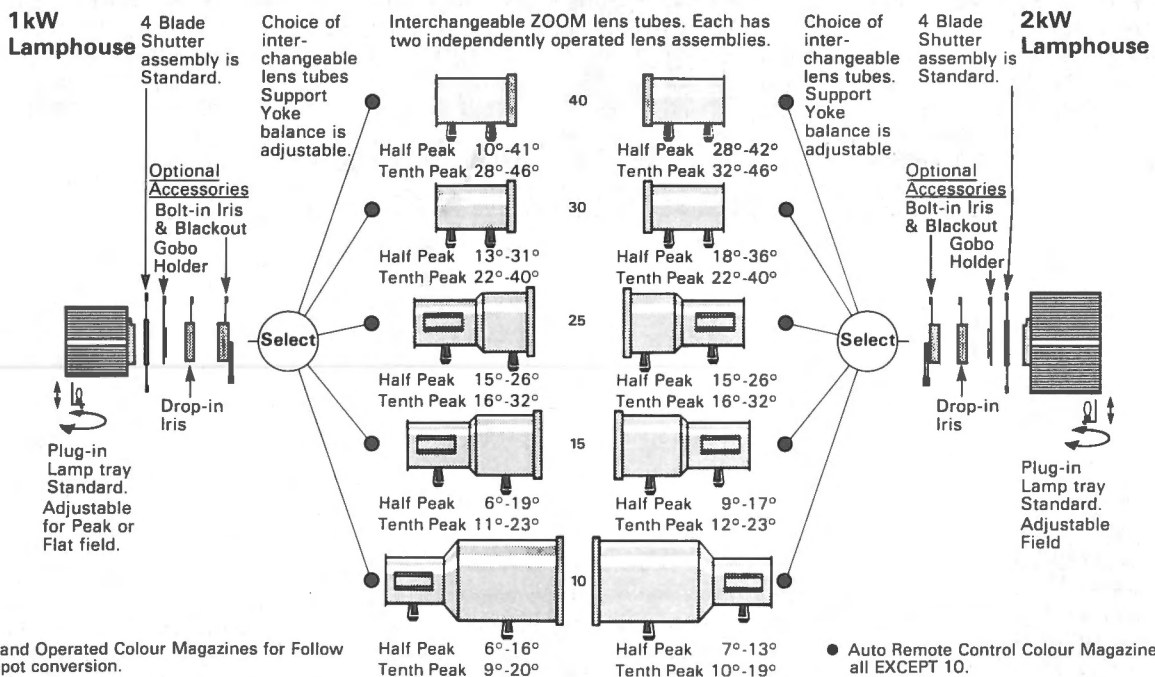 1kW
Lamphouse
4 Blade
Shutter
assembly is
Standard.
Choice of
inter-
changeable
lens tubes
Support
Yoke
balance is
adjustable.
Interchangeable ZOOM lens tubes. Each has
two independently operated lens assemblies.
Choice of
inter-
changeable
lens tubes.
Support
Yoke
balance is
adjustable
4 Blade
Shutter
assembly is
Standard.
2kW
Lamphouse
Optional
Accessories
Bolt-in Iris
& Blackout
Gobo
Holder
Drop-in
Iris
Plug-in
Lamp tray
Standard.
Adjustable
for Peak or
Flat field.
Select
40
Half Peak 10°-41°
Tenth Peak 28°-46°
Half Peak 28°-42°
Tenth Peak 32°-46°
30
Half Peak 13°-31°
Tenth Peak 22°-40°
Half Peak 18°-36°
Tenth Peak 22°-40°
25
Half Peak 15°-26°
Tenth Peak 16°-32°
Half Peak 15°-26°
Tenth Peak 16°-32°
15
Half Peak 6°-19°
Tenth Peak 11°-23°
Half Peak 9°-17°
Tenth Peak 12°-23°
10
Half Peak 6°-16°
Tenth Peak 9°-20°
Half Peak 7°-13°
Tenth Peak 10°-19°
Select
Optional
Accessories
Bolt-in Iris
& Blackout
Gobo
Holder
Drop-in
Iris
Plug-in
Lamp tray
Standard.
Adjustable
Field
and Operated Colour Magazines for Follow
pot conversion.
● Auto Remote Control Colour Magazine
all EXCEPT 10.